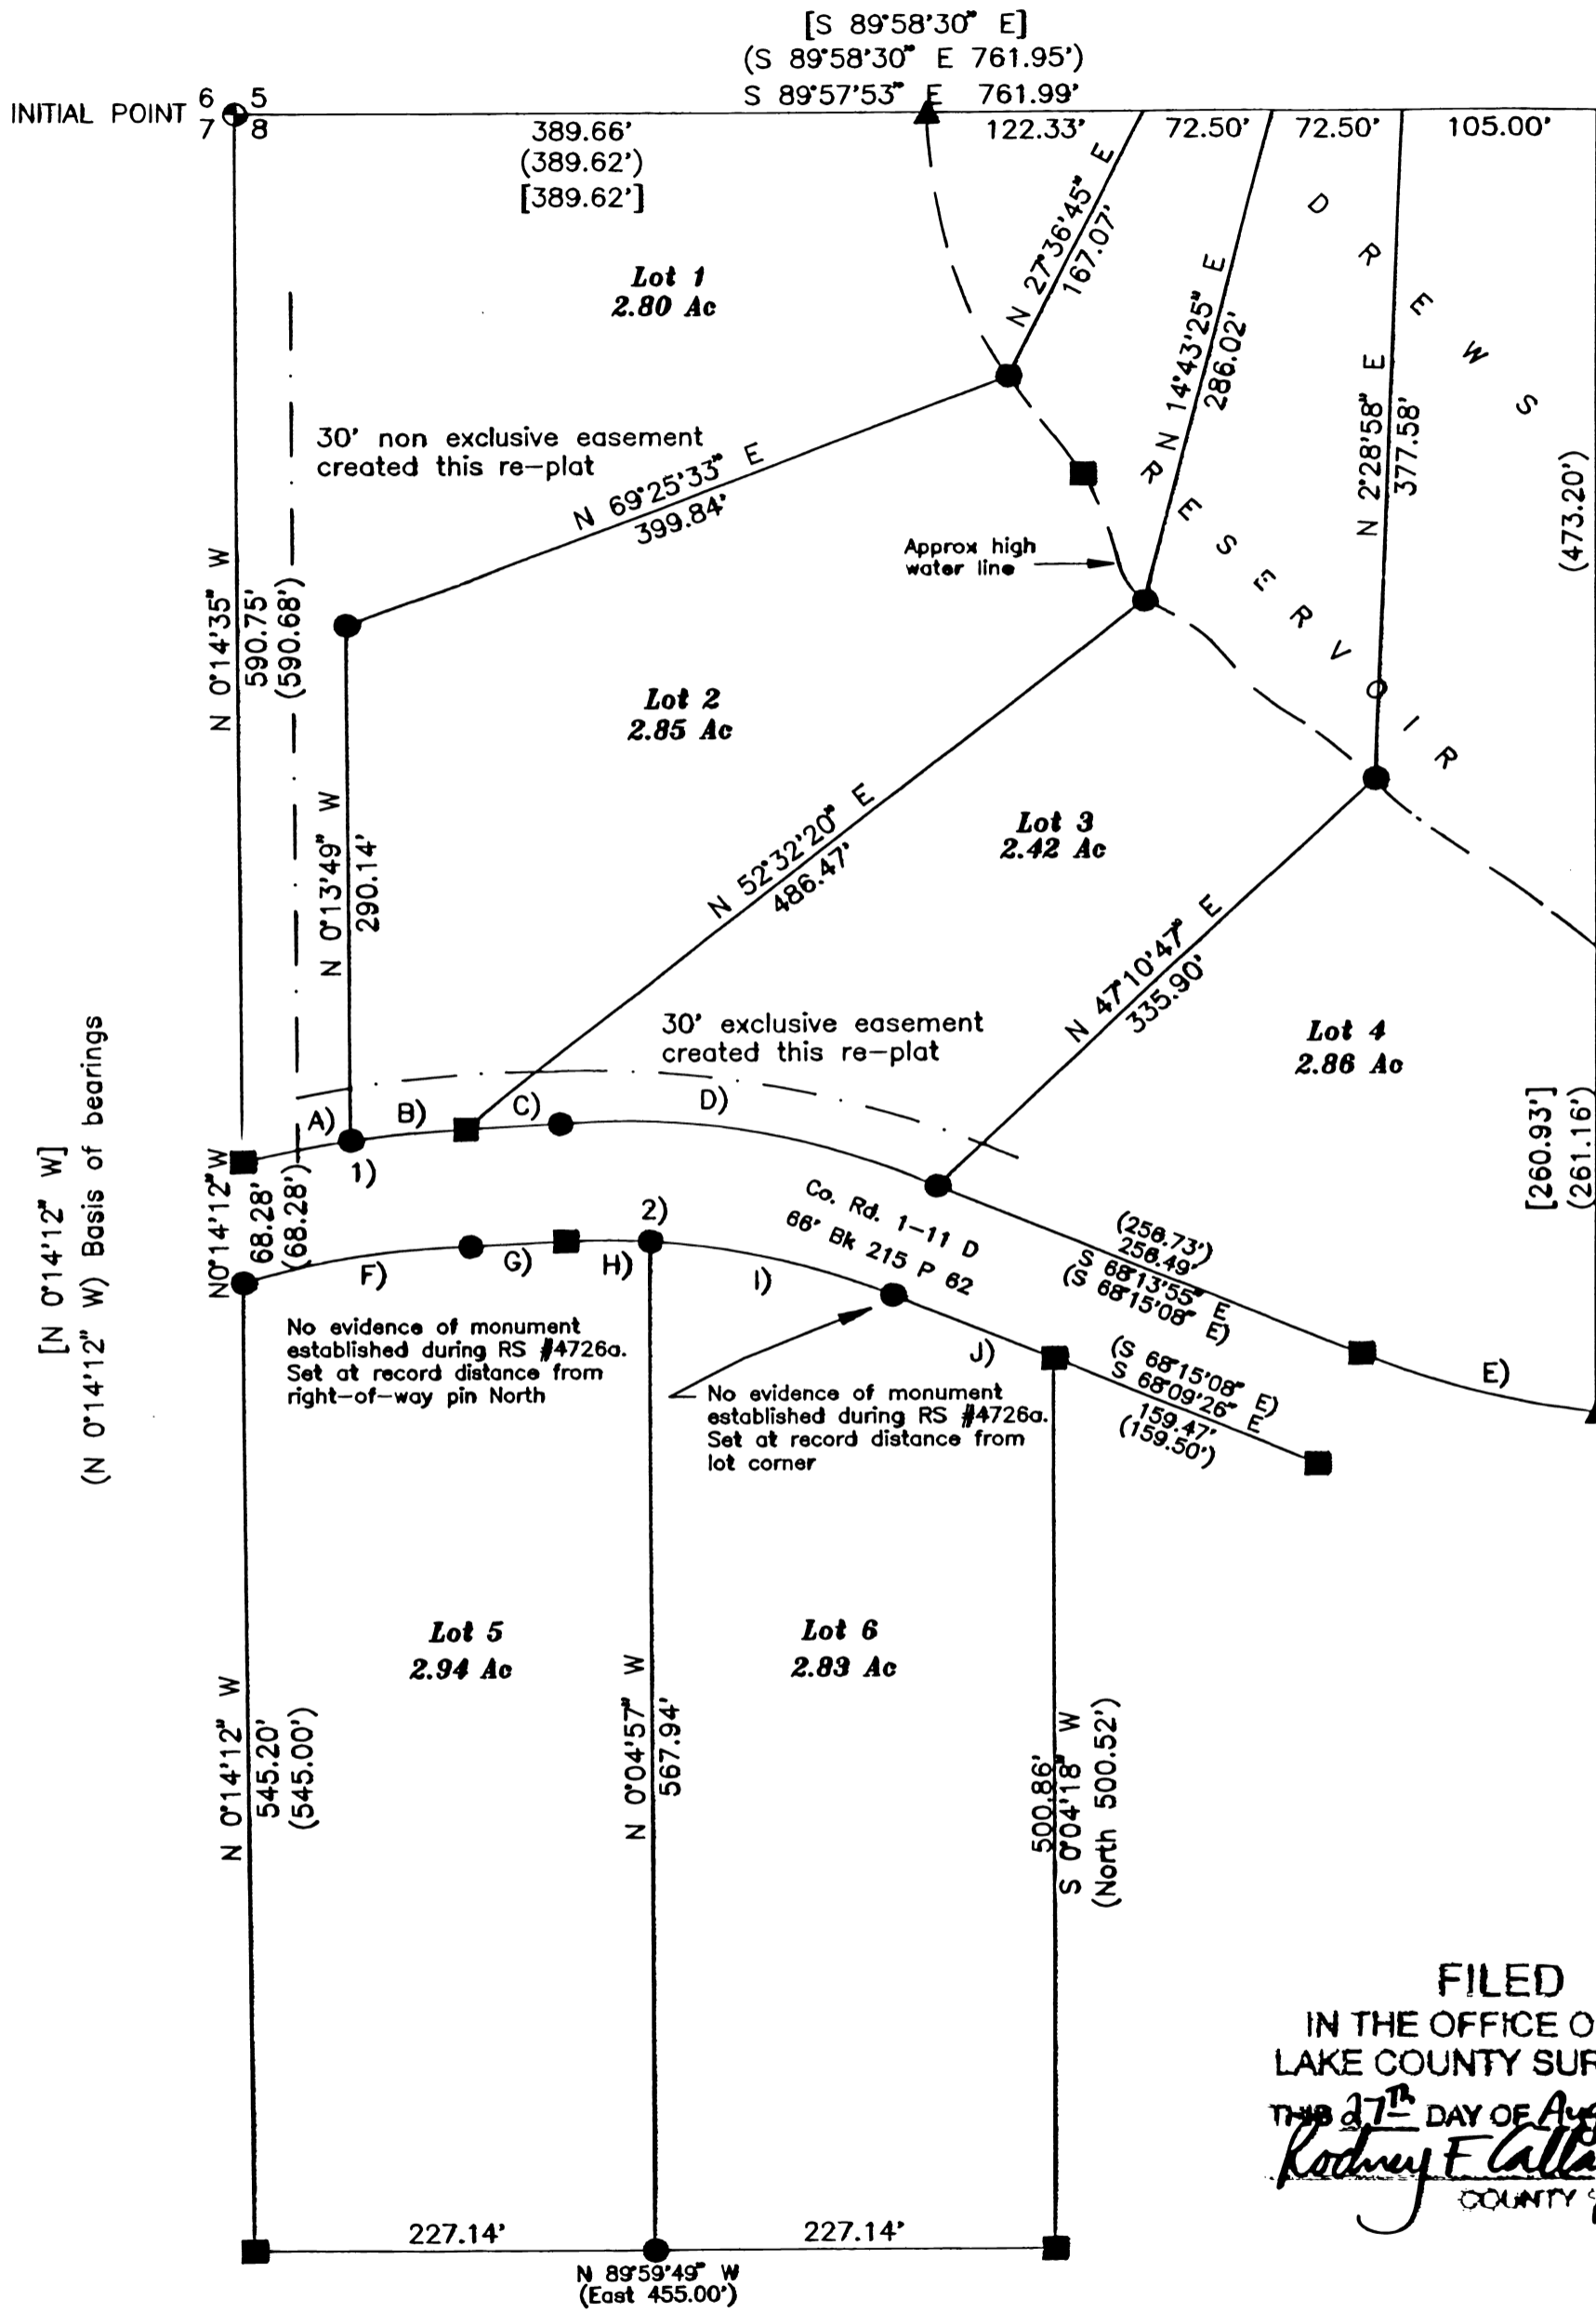 [S 89°58'30" E]
(S 89°58'30" E 761.95')
S 89°57'53" E 761.99'
INITIAL POINT
6 5
7 8
389.66'
(389.62')
[389.62']
122.33'
72.50'
72.50'
105.00'
N 27°36'45" E
167.07'
N 14°43'25" E
286.02'
N 2°28'58" E
377.58'
DREWS
RESERVOIR
(473.20')
Lot 1
2.80 Ac
30' non exclusive easement
created this re-plat
N 69°25'33" E
399.84'
Approx high
water line
N 0°14'35" W
590.75'
(590.68')
Lot 2
2.85 Ac
N 0°13'49" W
290.14'
N 52°32'20" E
486.47'
Lot 3
2.42 Ac
N 47°10'47" E
335.90'
30' exclusive easement
created this re-plat
Lot 4
2.86 Ac
[260.93']
(261.16')
[N 0°14'12" W]
(N 0°14'12" W) Basis of bearings
A)
B)
C)
D)
1)
N0°14'12"W
68.28'
(68.28')
F)
G)
H)
2)
I)
Co. Rd. 1-11 D
66' Bk 215 P 62
(256.73')
256.49'
S 68°13'55" E
(S 68°15'08" E)
E)
J)
(S 68°15'08" E)
S 68°09'26" E
159.47'
(159.50')
No evidence of monument
established during RS #4726a.
Set at record distance from
right-of-way pin North
No evidence of monument
established during RS #4726a.
Set at record distance from
lot corner
Lot 5
2.94 Ac
Lot 6
2.83 Ac
N 0°14'12" W
545.20'
(545.00')
N 0°04'57" W
567.94'
500.86'
S 0°04'18" W
(North 500.52')
FILED
IN THE OFFICE O
LAKE COUNTY SUR
THIS 27th DAY OF Aug
Rodney F Calla
COUNTY
227.14'
227.14'
N 89°59'49" W
(East 455.00')